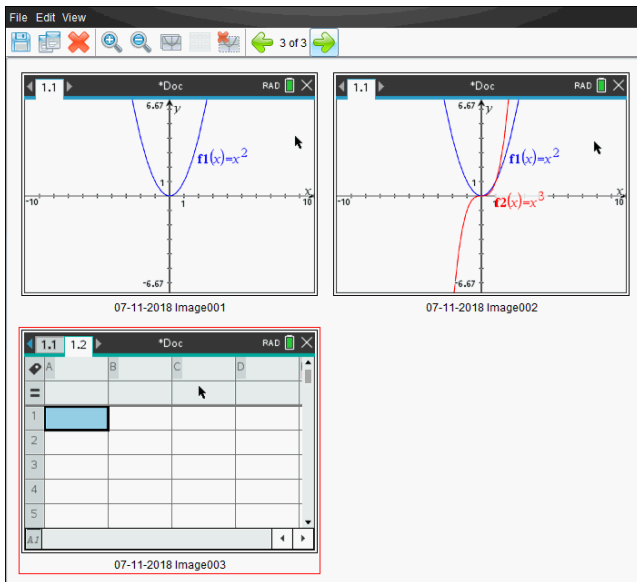 File Edit View
3 of 3
1.1 *Doc RAD
6.67 y
f1(x)=x²
1
x
-10 1 10
-6.67
07-11-2018 Image001
1.1 *Doc RAD
6.67 y
f1(x)=x²
1
x
-10 f2(x)=x³ 10
-6.67
07-11-2018 Image002
1.1 1.2 *Doc RAD
A B C D
=
1
2
3
4
5
A1
07-11-2018 Image003